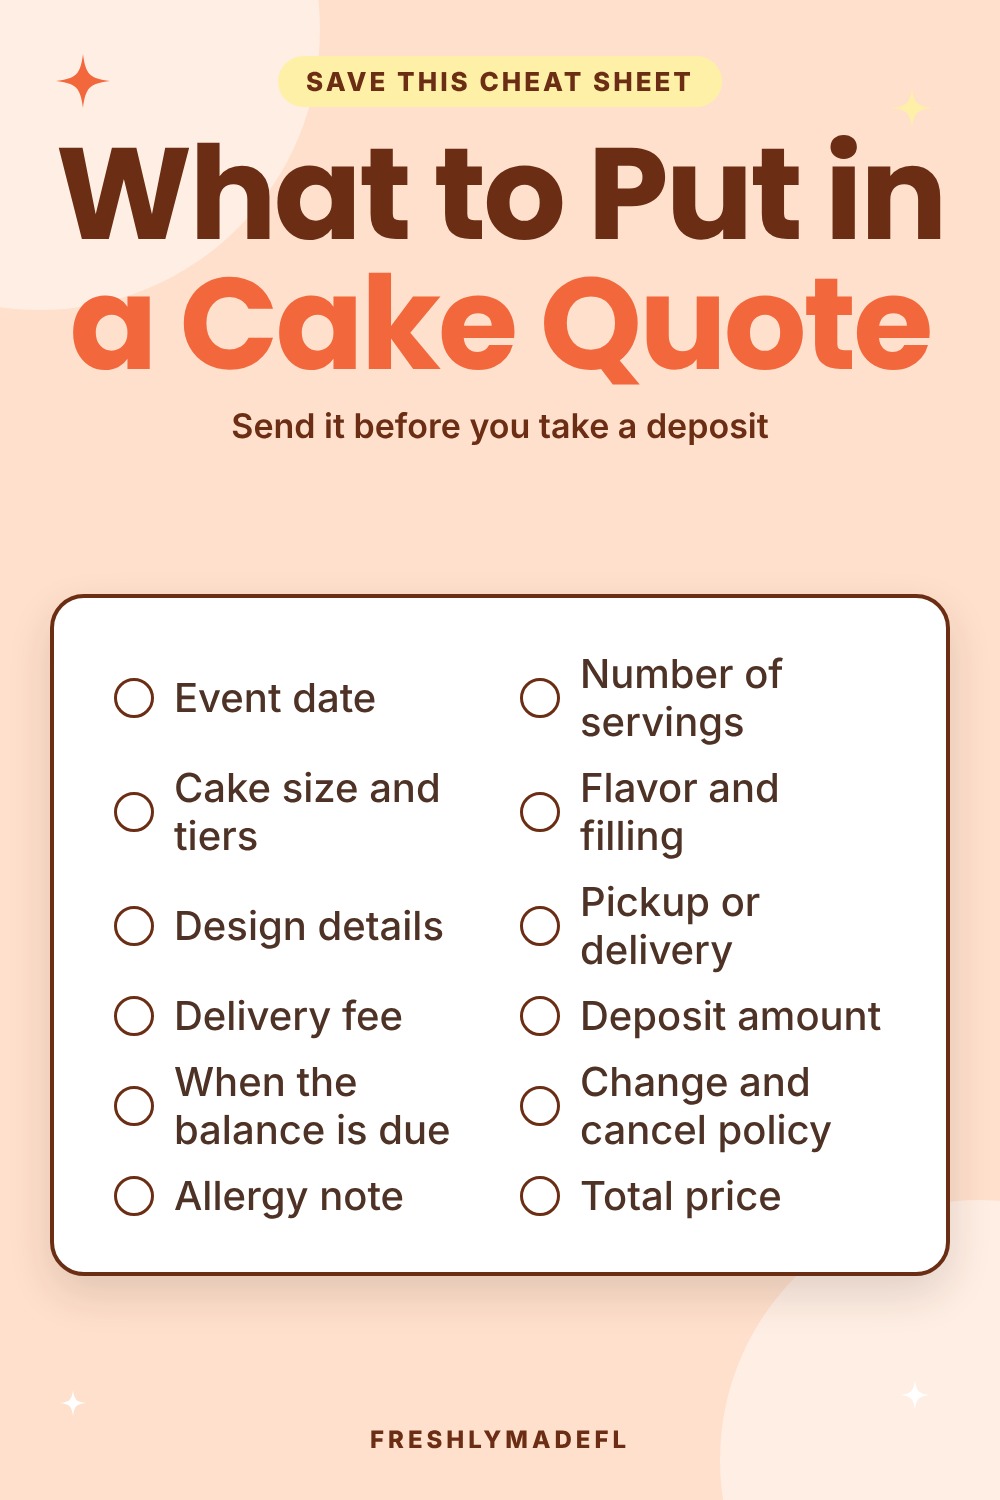 SAVE THIS CHEAT SHEET
What to Put in
a Cake Quote
Send it before you take a deposit
Event date
Number of
servings
Cake size and
tiers
Flavor and
filling
Design details
Pickup or
delivery
Delivery fee
Deposit amount
When the
balance is due
Change and
cancel policy
Allergy note
Total price
FRESHLYMADEFL